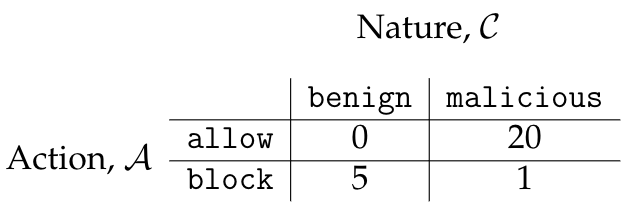 Nature, 𝒞
benign malicious
allow 0 20
Action, 𝒜
block 5 1